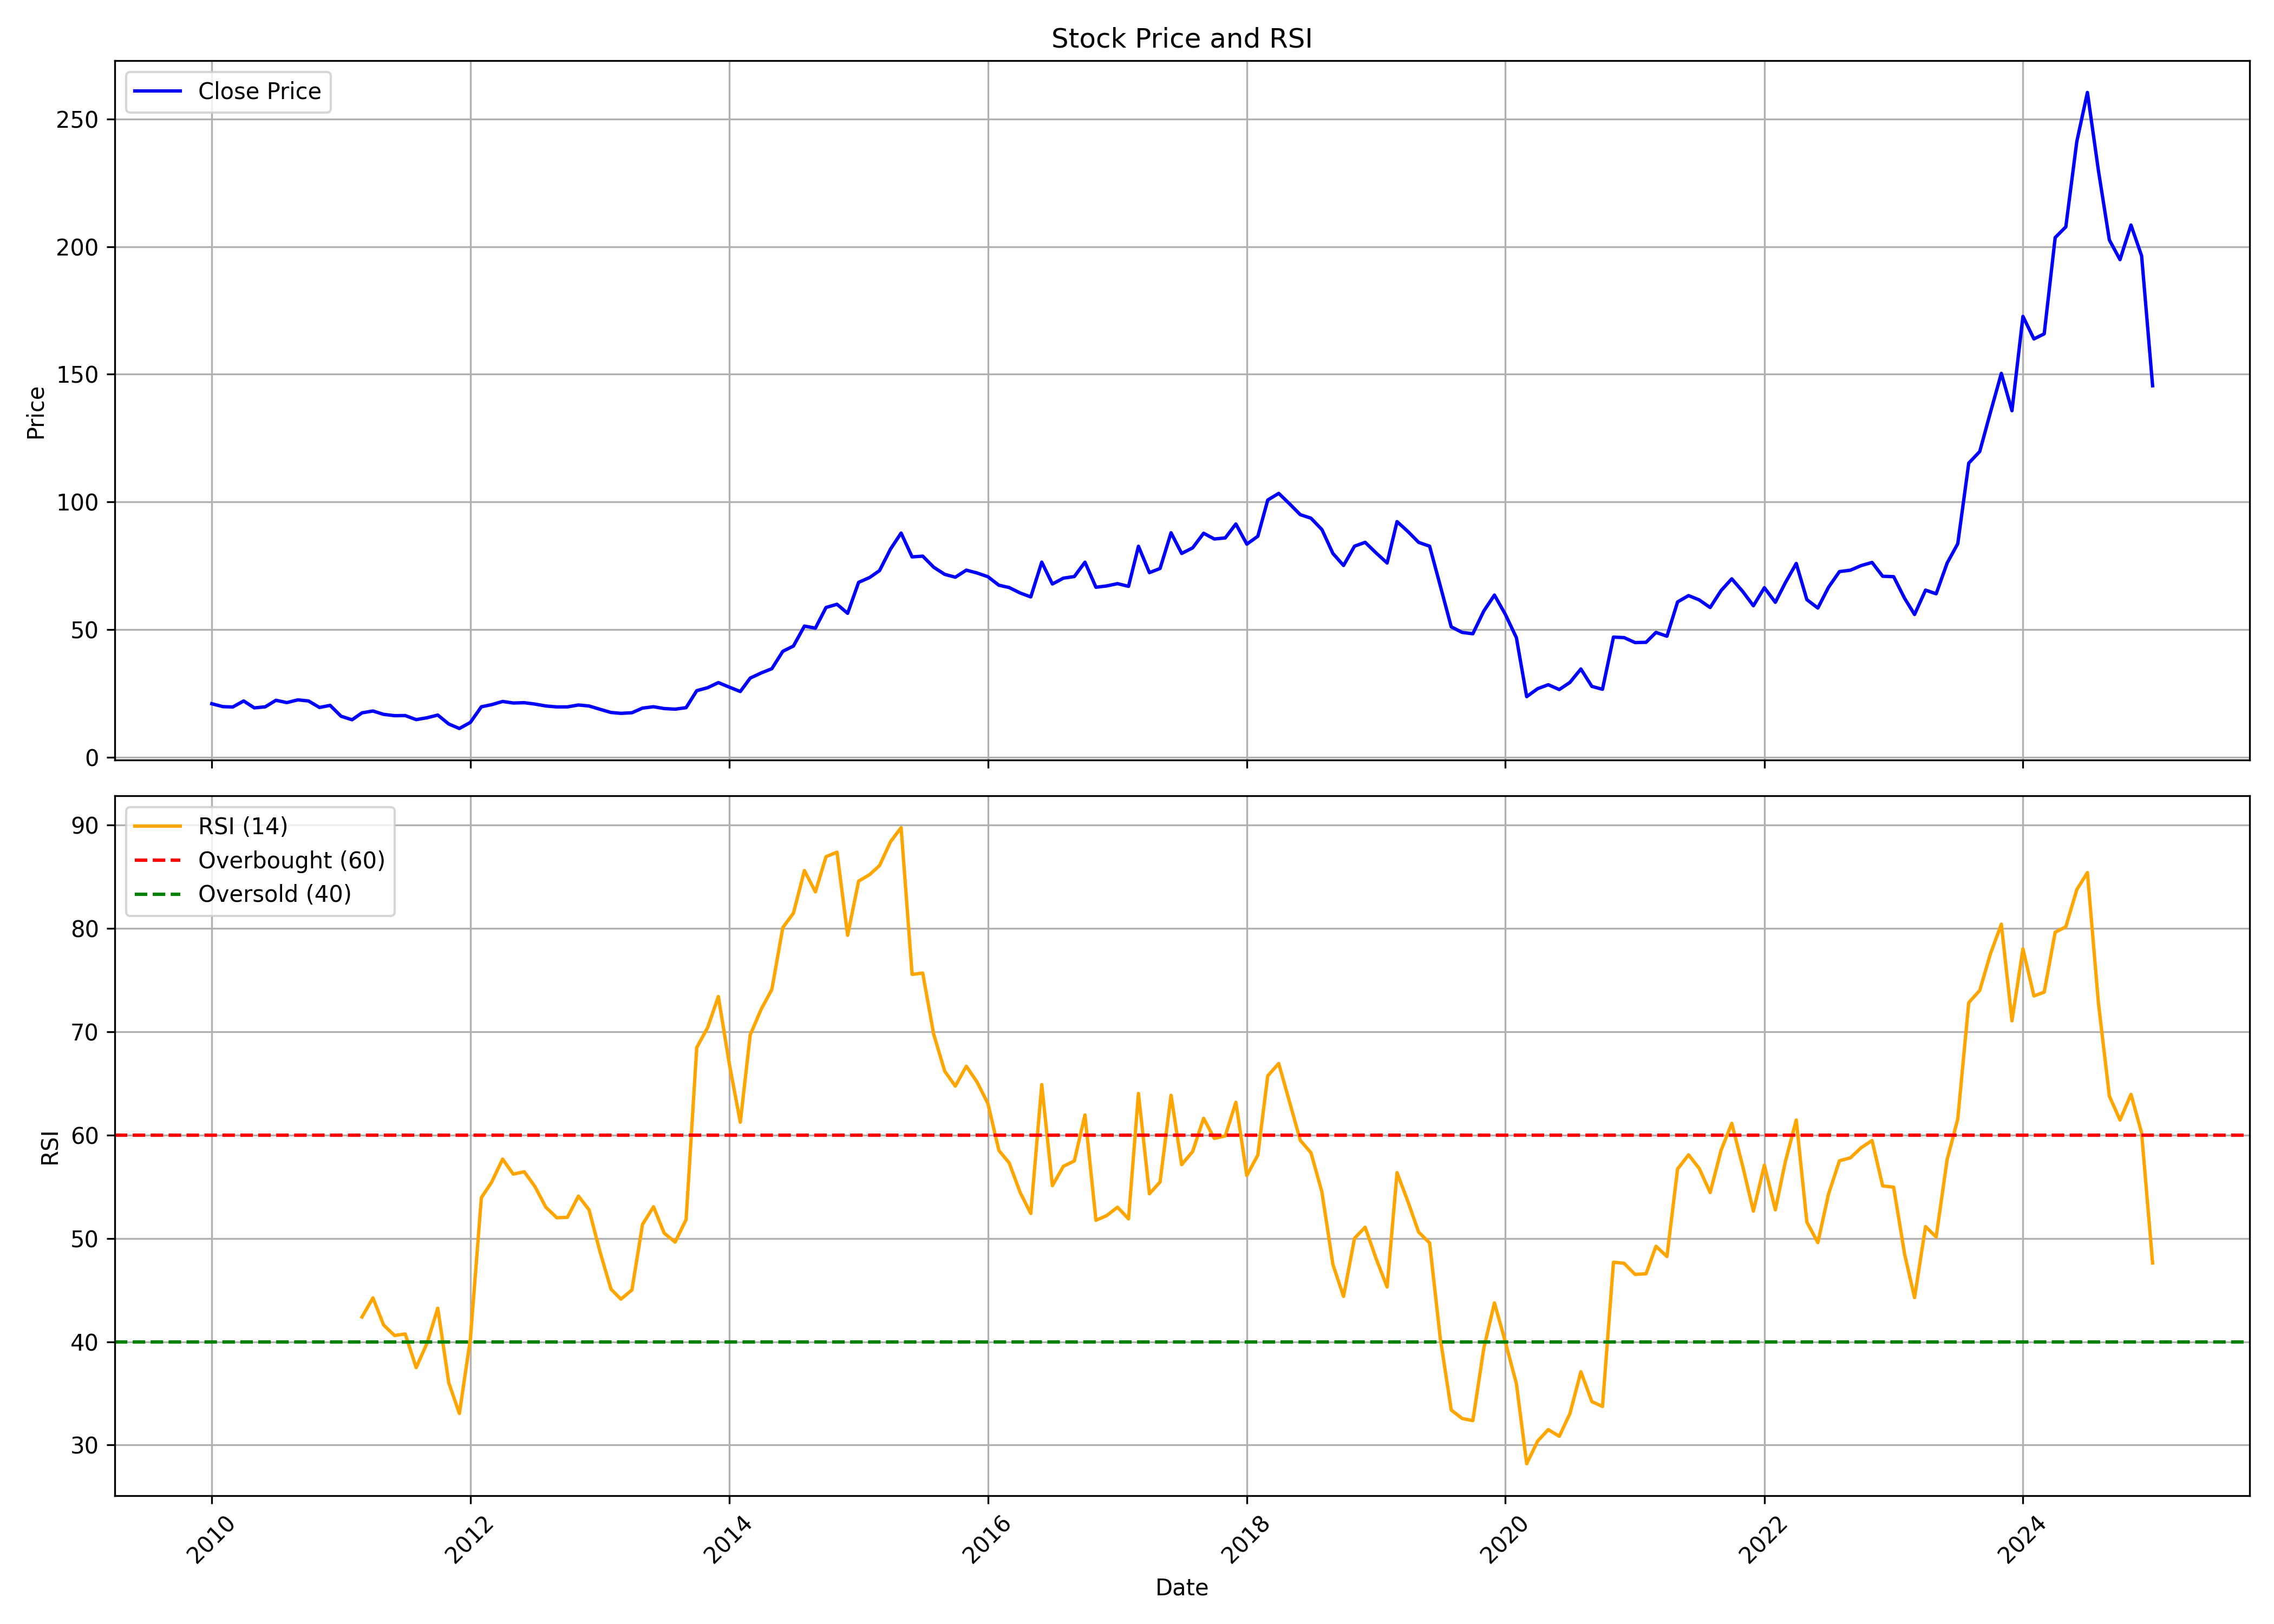 Stock Price and RSI
Close Price
250
200
150
100
50
0
Price
RSI (14)
Overbought (60)
Oversold (40)
90
80
70
60
50
40
30
RSI
2010
2012
2014
2016
2018
2020
2022
2024
Date